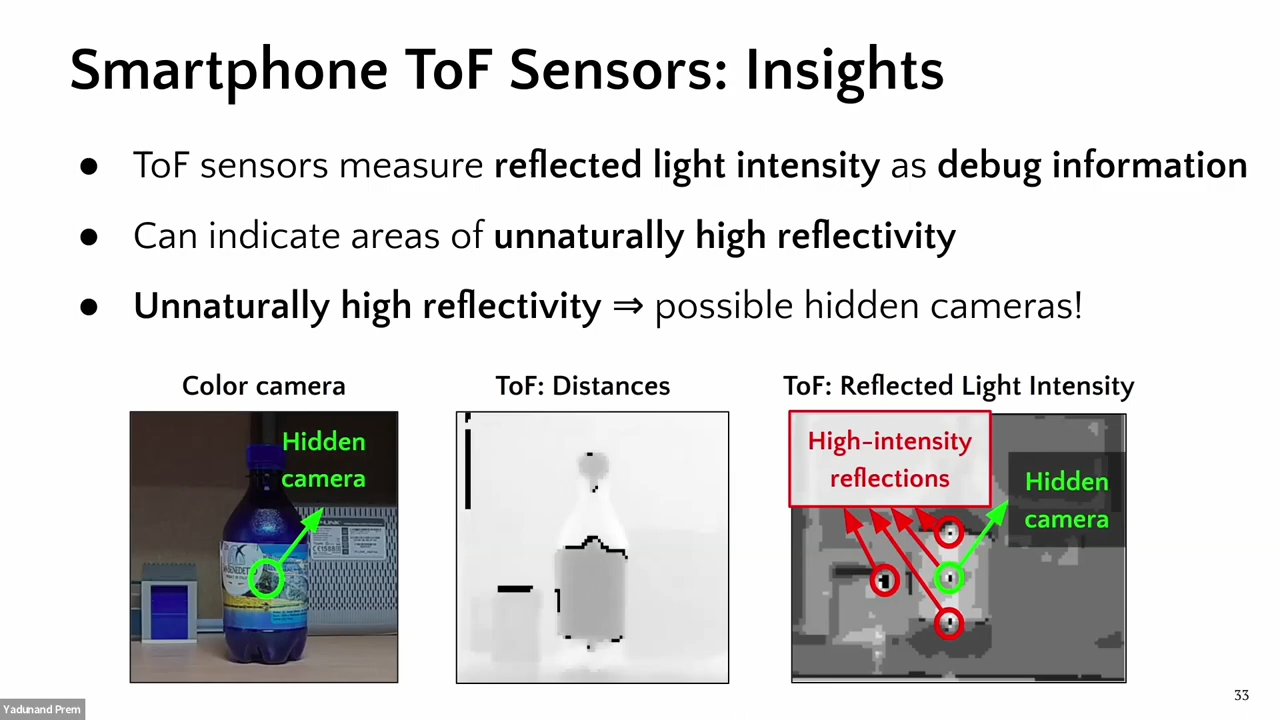 Smartphone ToF Sensors: Insights
● ToF sensors measure reflected light intensity as debug information
● Can indicate areas of unnaturally high reflectivity
● Unnaturally high reflectivity ⇒ possible hidden cameras!
Color camera
ToF: Distances
ToF: Reflected Light Intensity
Hidden
camera
High-intensity
reflections
Hidden
camera
33
Yadunand Prem